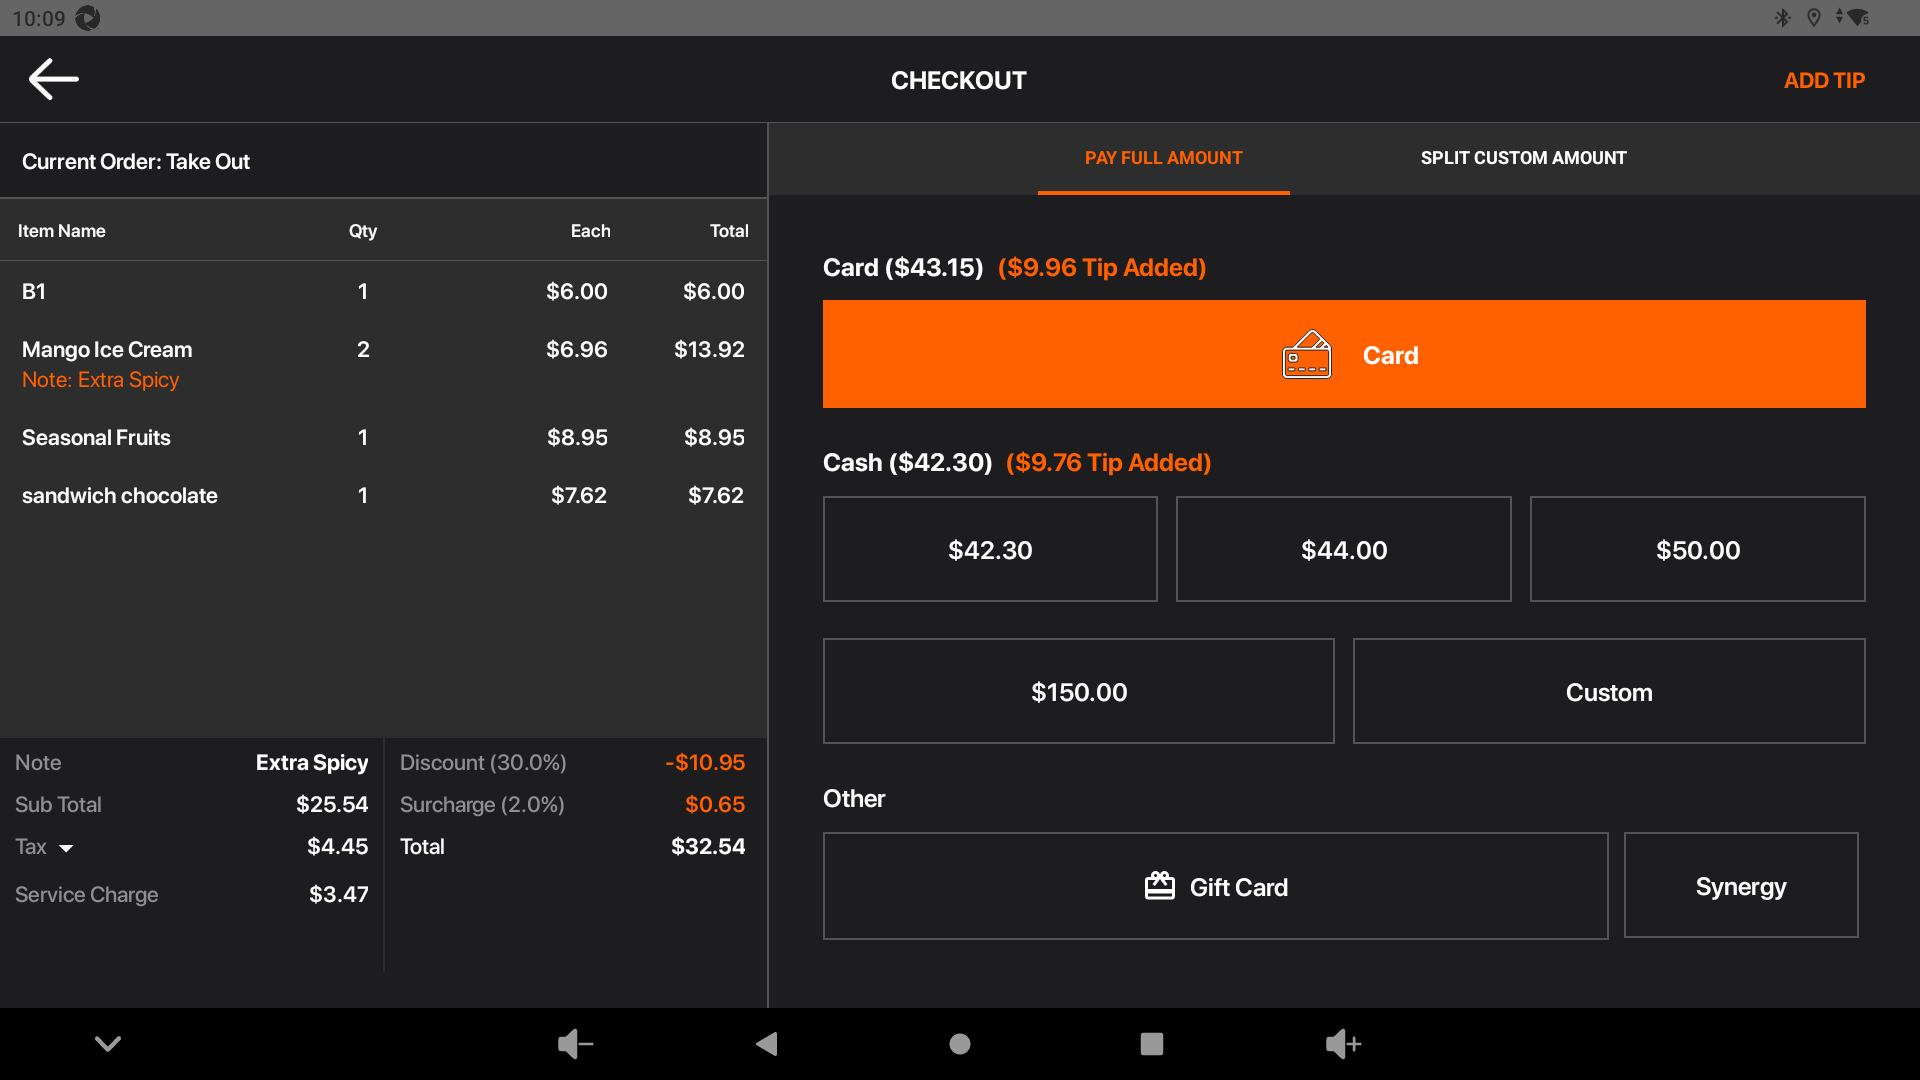 10:09
CHECKOUT
ADD TIP
Current Order: Take Out
PAY FULL AMOUNT
SPLIT CUSTOM AMOUNT
Item Name Qty Each Total
B1 1 $6.00 $6.00
Mango Ice Cream 2 $6.96 $13.92
Note: Extra Spicy
Seasonal Fruits 1 $8.95 $8.95
sandwich chocolate 1 $7.62 $7.62
Note Extra Spicy
Sub Total $25.54
Tax $4.45
Service Charge $3.47
Discount (30.0%) -$10.95
Surcharge (2.0%) $0.65
Total $32.54
Card ($43.15) ($9.96 Tip Added)
Card
Cash ($42.30) ($9.76 Tip Added)
$42.30
$44.00
$50.00
$150.00
Custom
Other
Gift Card
Synergy